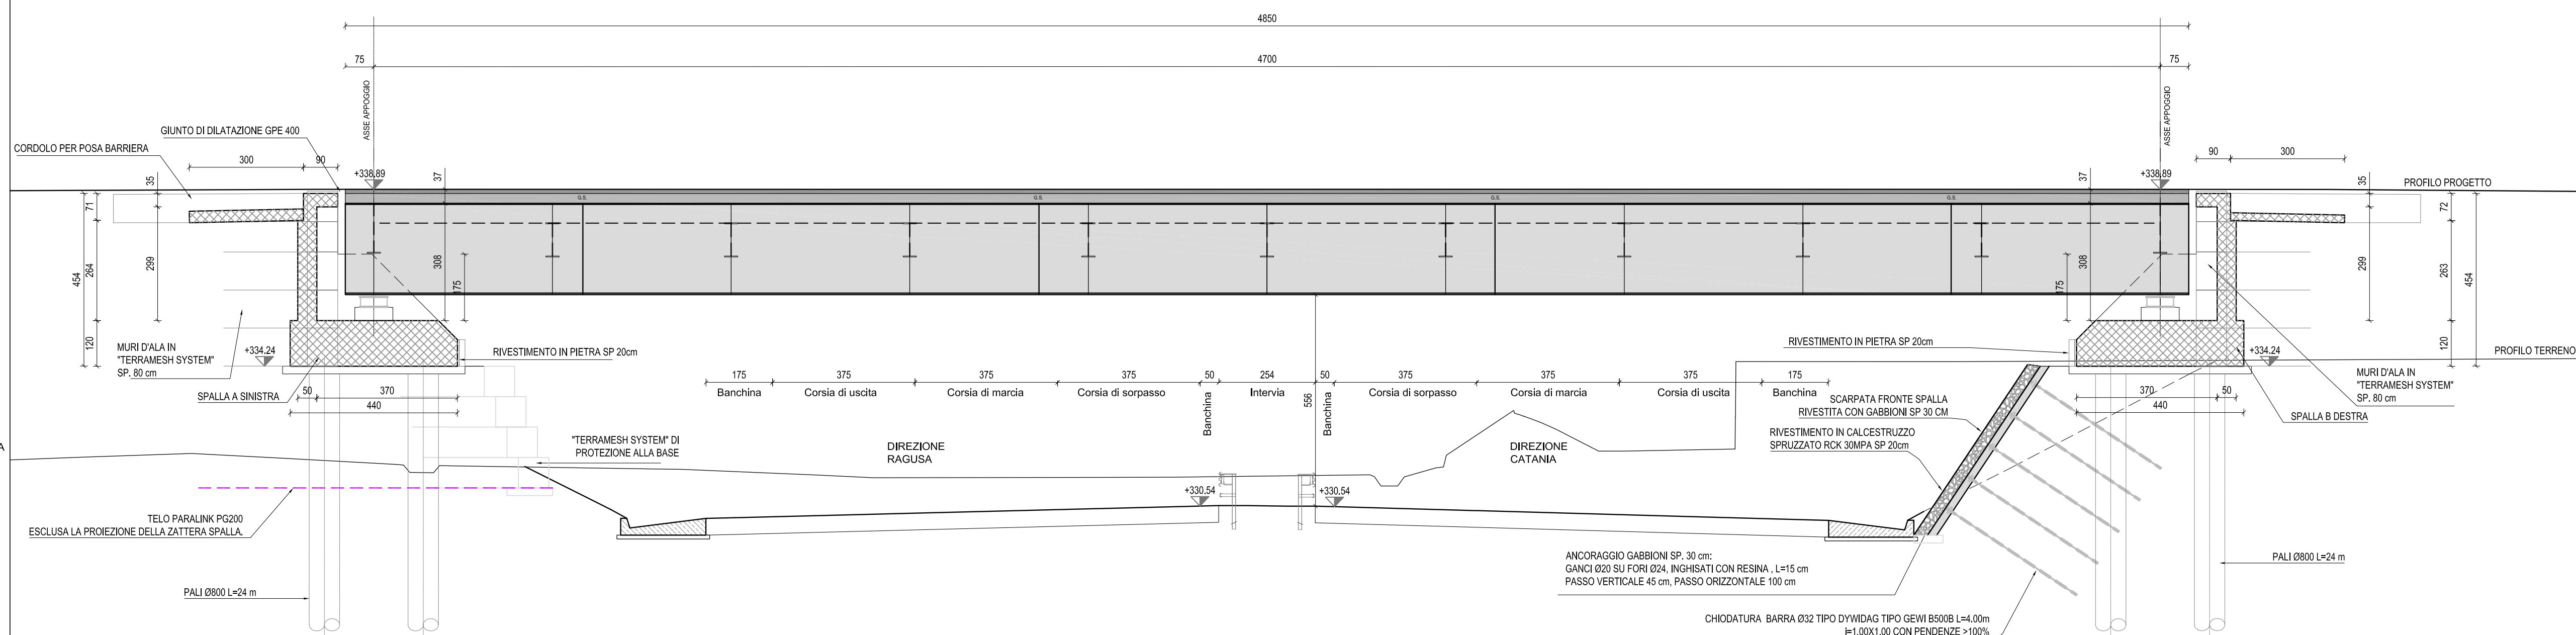 4850
75
4700
75
ASSE APPOGGIO
ASSE APPOGGIO
GIUNTO DI DILATAZIONE GPE 400
CORDOLO PER POSA BARRIERA
300
90
90
300
+338.89
+338.89
35
37
37
35
PROFILO PROGETTO
71
72
G.S.
G.S.
G.S.
G.S.
454
264
299
308
175
175
308
299
263
454
120
120
MURI D'ALA IN
"TERRAMESH SYSTEM"
SP. 80 cm
+334.24
RIVESTIMENTO IN PIETRA SP 20cm
RIVESTIMENTO IN PIETRA SP 20cm
+334.24
PROFILO TERRENO
SPALLA A SINISTRA
50
370
440
175
375
375
375
50
254
50
375
375
375
175
Banchina
Corsia di uscita
Corsia di marcia
Corsia di sorpasso
Banchina
Intervia
556
Banchina
Corsia di sorpasso
Corsia di marcia
Corsia di uscita
Banchina
370
50
440
MURI D'ALA IN
"TERRAMESH SYSTEM"
SP. 80 cm
SPALLA B DESTRA
SCARPATA FRONTE SPALLA
RIVESTITA CON GABBIONI SP 30 CM
RIVESTIMENTO IN CALCESTRUZZO
SPRUZZATO RCK 30MPA SP 20cm
"TERRAMESH SYSTEM" DI
PROTEZIONE ALLA BASE
DIREZIONE
RAGUSA
DIREZIONE
CATANIA
A
+330.54
+330.54
TELO PARALINK PG200
ESCLUSA LA PROIEZIONE DELLA ZATTERA SPALLA.
ANCORAGGIO GABBIONI SP. 30 cm:
GANCI Ø20 SU FORI Ø24, INGHISATI CON RESINA , L=15 cm
PASSO VERTICALE 45 cm, PASSO ORIZZONTALE 100 cm
PALI Ø800 L=24 m
PALI Ø800 L=24 m
CHIODATURA BARRA Ø32 TIPO DYWIDAG TIPO GEWI B500B L=4.00m
i=1.00X1.00 CON PENDENZE >100%